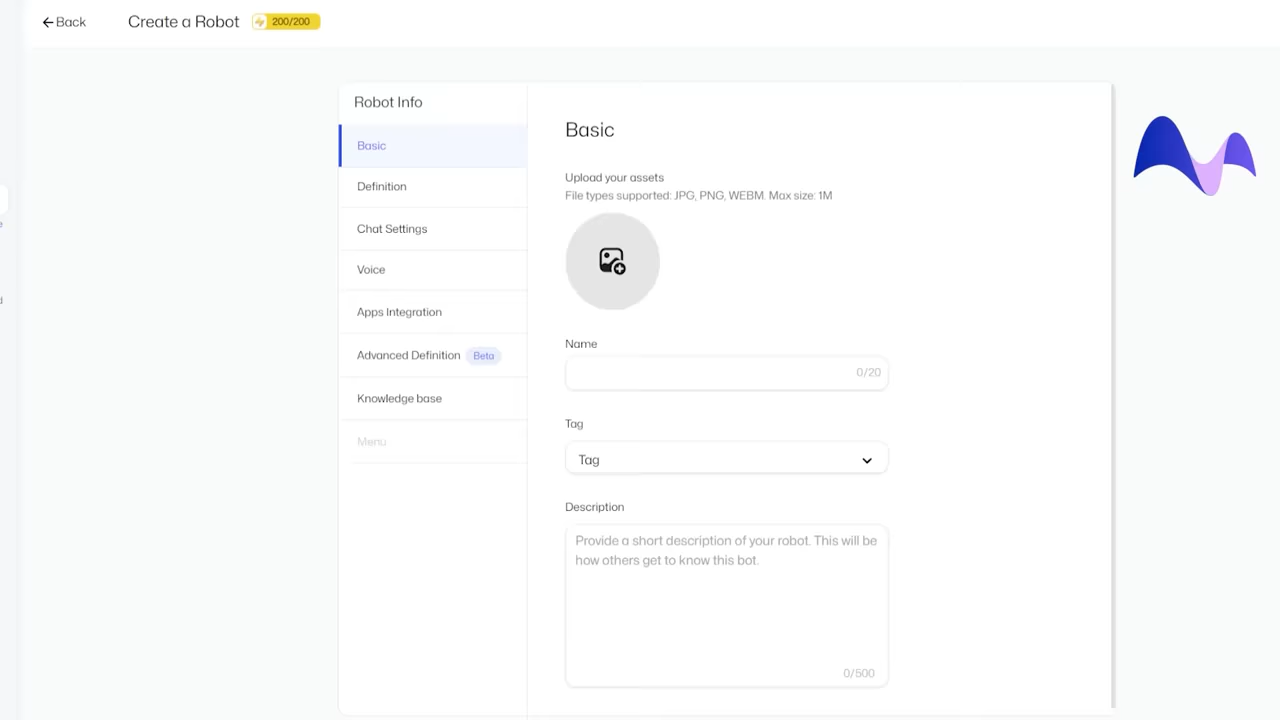 Back
Create a Robot
200/200
Robot Info
Basic
Definition
Chat Settings
Voice
Apps Integration
Advanced Definition Beta
Knowledge base
Menu
Basic
Upload your assets
File types supported: JPG, PNG, WEBM. Max size: 1M
Name
0/20
Tag
Tag
Description
Provide a short description of your robot. This will be
how others get to know this bot.
0/500